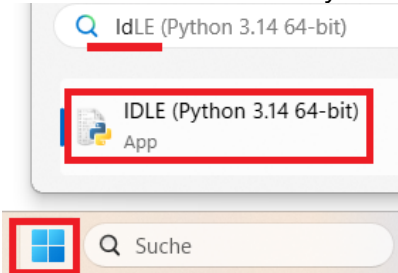 IdLE (Python 3.14 64-bit)
IDLE (Python 3.14 64-bit)
App
Suche